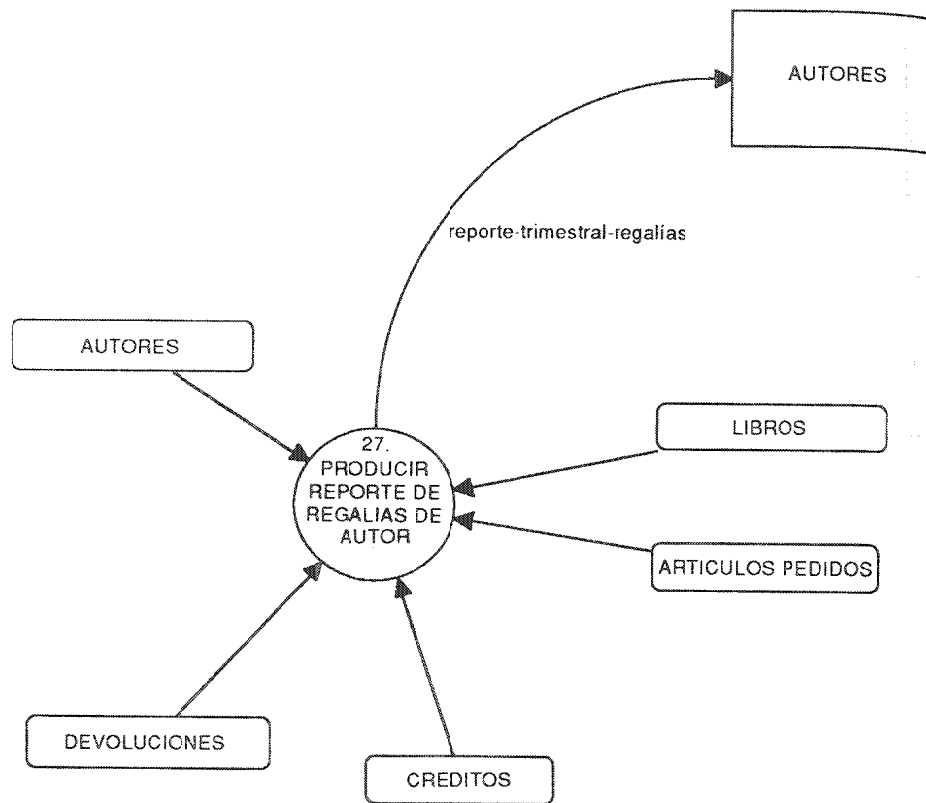 AUTORES
reporte-trimestral-regalías
AUTORES
LIBROS
27.
PRODUCIR
REPORTE DE
REGALIAS DE
AUTOR
ARTICULOS PEDIDOS
DEVOLUCIONES
CREDITOS